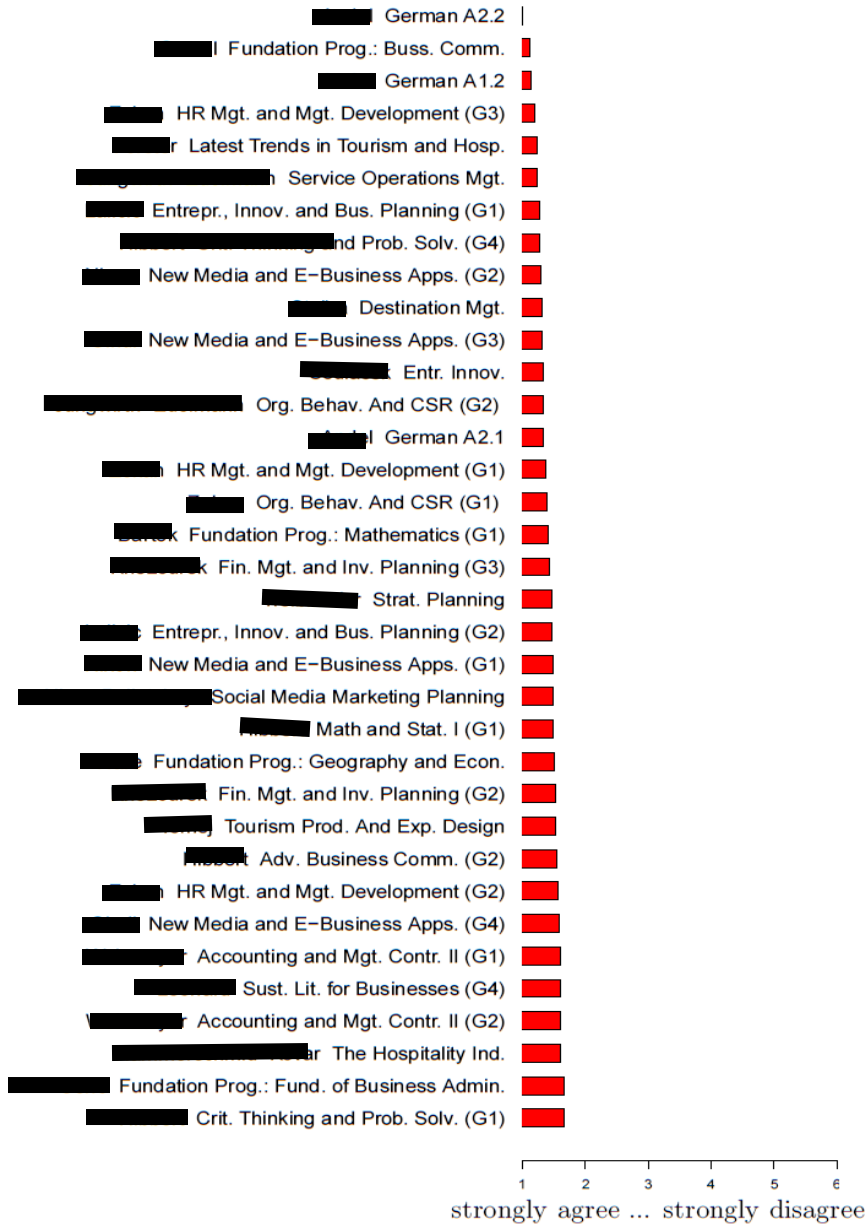 German A2.2
Fundation Prog.: Buss. Comm.
German A1.2
HR Mgt. and Mgt. Development (G3)
Latest Trends in Tourism and Hosp.
Service Operations Mgt.
Entrepr., Innov. and Bus. Planning (G1)
and Prob. Solv. (G4)
New Media and E−Business Apps. (G2)
Destination Mgt.
New Media and E−Business Apps. (G3)
Entr. Innov.
Org. Behav. And CSR (G2)
German A2.1
HR Mgt. and Mgt. Development (G1)
Org. Behav. And CSR (G1)
Fundation Prog.: Mathematics (G1)
Fin. Mgt. and Inv. Planning (G3)
Strat. Planning
Entrepr., Innov. and Bus. Planning (G2)
New Media and E−Business Apps. (G1)
Social Media Marketing Planning
Math and Stat. I (G1)
Fundation Prog.: Geography and Econ.
Fin. Mgt. and Inv. Planning (G2)
Tourism Prod. And Exp. Design
Adv. Business Comm. (G2)
HR Mgt. and Mgt. Development (G2)
New Media and E−Business Apps. (G4)
Accounting and Mgt. Contr. II (G1)
Sust. Lit. for Businesses (G4)
Accounting and Mgt. Contr. II (G2)
The Hospitality Ind.
Fundation Prog.: Fund. of Business Admin.
Crit. Thinking and Prob. Solv. (G1)
1 2 3 4 5 6
strongly agree ... strongly disagree